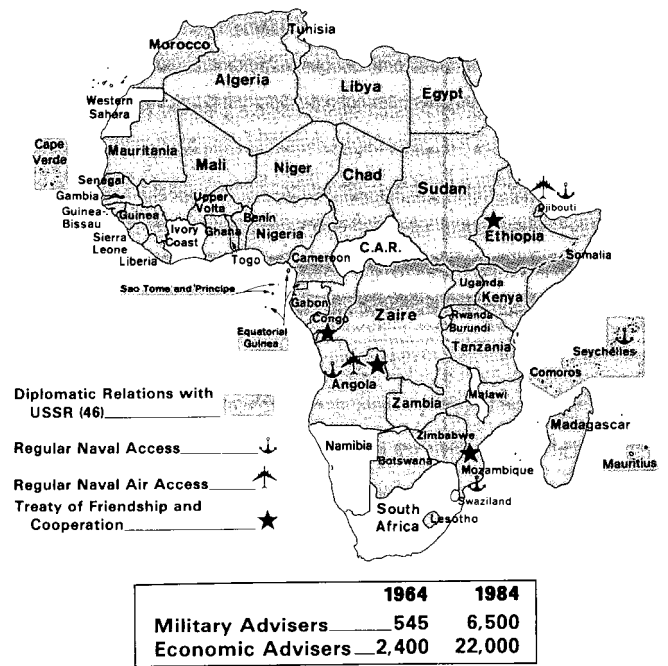 Tunisia
Morocco
Algeria
Libya
Egypt
Western
Sahara
Cape
Verde
Mauritania
Mali
Niger
Chad
Sudan
Senegal
Gambia
Guinea-
Bissau
Guinea
Upper
Volta
Benin
Nigeria
Djibouti
Ethiopia
Ivory
Coast
Ghana
Sierra
Leone
Liberia
Togo
C.A.R.
Cameroon
Somalia
Sao Tome and Principe
Gabon
Congo
Zaire
Uganda
Kenya
Rwanda
Burundi
Equatorial
Guinea
Tanzania
Seychelles
Comoros
Angola
Malawi
Zambia
Madagascar
Zimbabwe
Namibia
Botswana
Mozambique
Mauritius
Swaziland
South
Africa
Lesotho
Diplomatic Relations with
USSR (46)
Regular Naval Access
Regular Naval Air Access
Treaty of Friendship and
Cooperation
1964 1984
Military Advisers 545 6,500
Economic Advisers 2,400 22,000